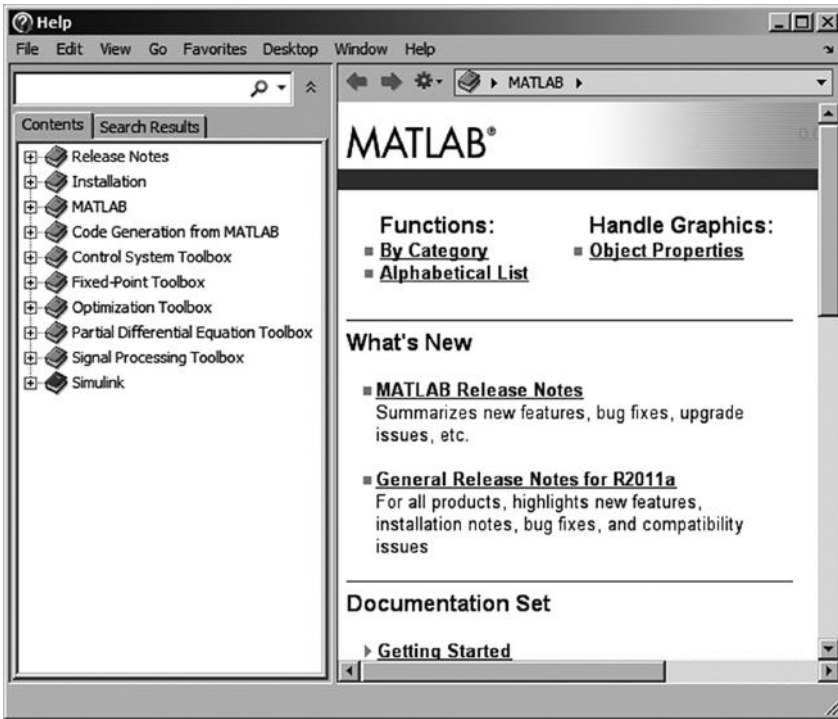 Help
File Edit View Go Favorites Desktop Window Help
MATLAB
Contents Search Results
Release Notes
Installation
MATLAB
Code Generation from MATLAB
Control System Toolbox
Fixed-Point Toolbox
Optimization Toolbox
Partial Differential Equation Toolbox
Signal Processing Toolbox
Simulink
MATLAB®
Functions:
By Category
Alphabetical List
Handle Graphics:
Object Properties
What's New
MATLAB Release Notes
Summarizes new features, bug fixes, upgrade
issues, etc.
General Release Notes for R2011a
For all products, highlights new features,
installation notes, bug fixes, and compatibility
issues
Documentation Set
Getting Started